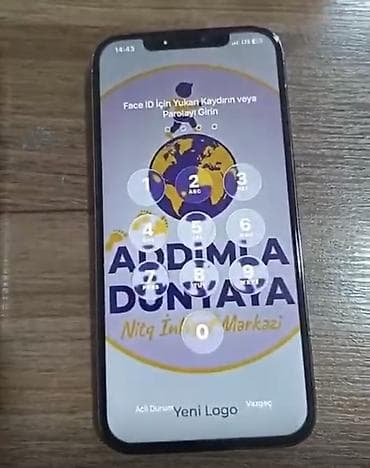 14:43
LTE
Face ID İçin Yukarı Kaydırın veya
Parolayı Girin
1
2
ABC
3
DEF
4
GHI
5
JKL
6
MNO
ADDIMLA
7
PQRS
8
TUV
9
WXYZ
DÜNYAYA
Nitq İnkişaf Mərkəzi
0
Acil Durum
Yeni Logo
Vazgeç